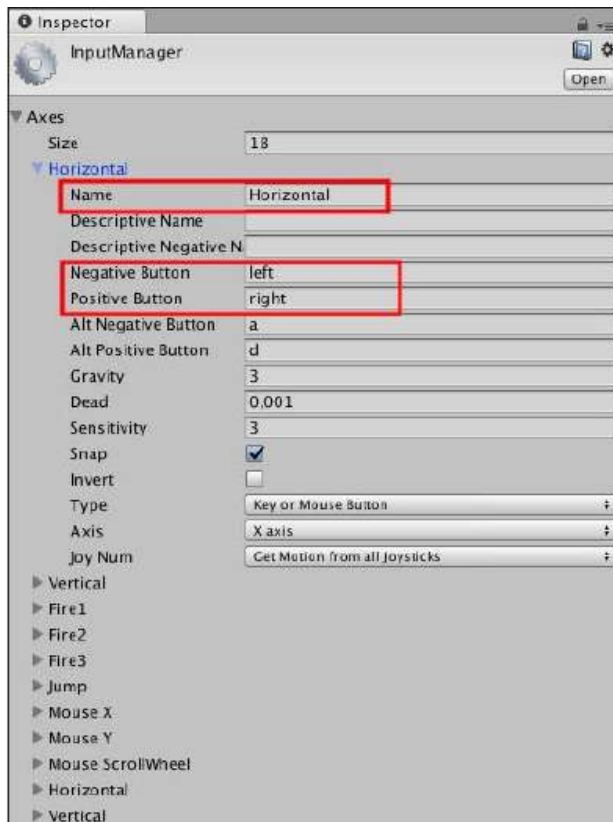 Inspector
InputManager
Open
Axes
Size 18
Horizontal
Name Horizontal
Descriptive Name
Descriptive Negative N
Negative Button left
Positive Button right
Alt Negative Button a
Alt Positive Button d
Gravity 3
Dead 0,001
Sensitivity 3
Snap
Invert
Type Key or Mouse Button
Axis X axis
Joy Num Get Motion from all Joysticks
Vertical
Fire1
Fire2
Fire3
Jump
Mouse X
Mouse Y
Mouse ScrollWheel
Horizontal
Vertical